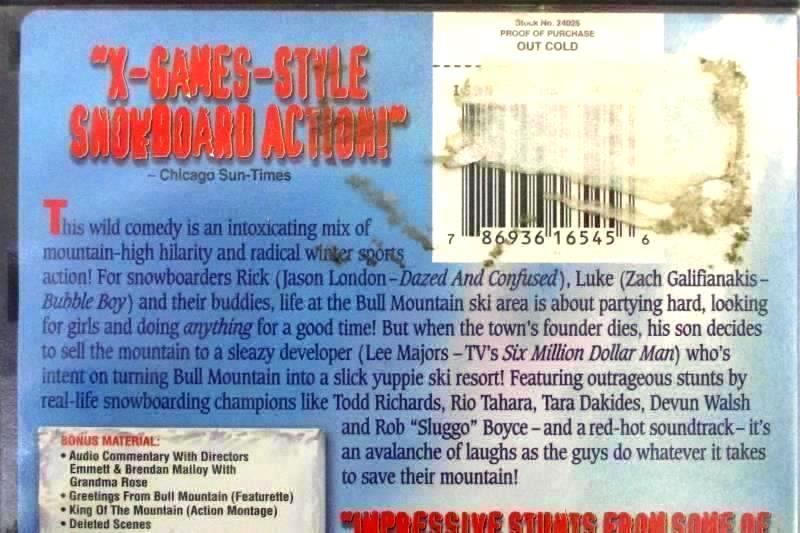 "X-GAMES-STYLE
SNOWBOARD ACTION!"
~ Chicago Sun-Times
Stock No. 24025
PROOF OF PURCHASE
OUT COLD
7 86936 16545 6
This wild comedy is an intoxicating mix of
mountain-high hilarity and radical winter sports
action! For snowboarders Rick (Jason London – Dazed And Confused), Luke (Zach Galifianakis –
Bubble Boy) and their buddies, life at the Bull Mountain ski area is about partying hard, looking
for girls and doing anything for a good time! But when the town's founder dies, his son decides
to sell the mountain to a sleazy developer (Lee Majors – TV's Six Million Dollar Man) who's
intent on turning Bull Mountain into a slick yuppie ski resort! Featuring outrageous stunts by
real-life snowboarding champions like Todd Richards, Rio Tahara, Tara Dakides, Devun Walsh
and Rob "Sluggo" Boyce – and a red-hot soundtrack – it's
an avalanche of laughs as the guys do whatever it takes
to save their mountain!
BONUS MATERIAL:
• Audio Commentary With Directors
Emmett & Brendan Malloy With
Grandma Rose
• Greetings From Bull Mountain (Featurette)
• King Of The Mountain (Action Montage)
• Deleted Scenes
"IMPRESSIVE STUNTS FROM SOME OF